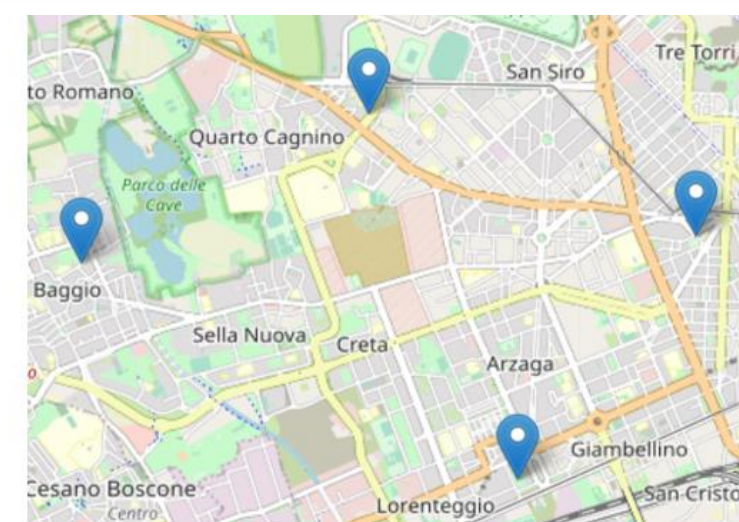 Tre Torri
San Siro
to Romano
Quarto Cagnino
Parco delle
Cave
Baggio
Sella Nuova
Creta
Arzaga
o
Giambellino
Cesano Boscone
Centro
Lorenteggio
San Cristo